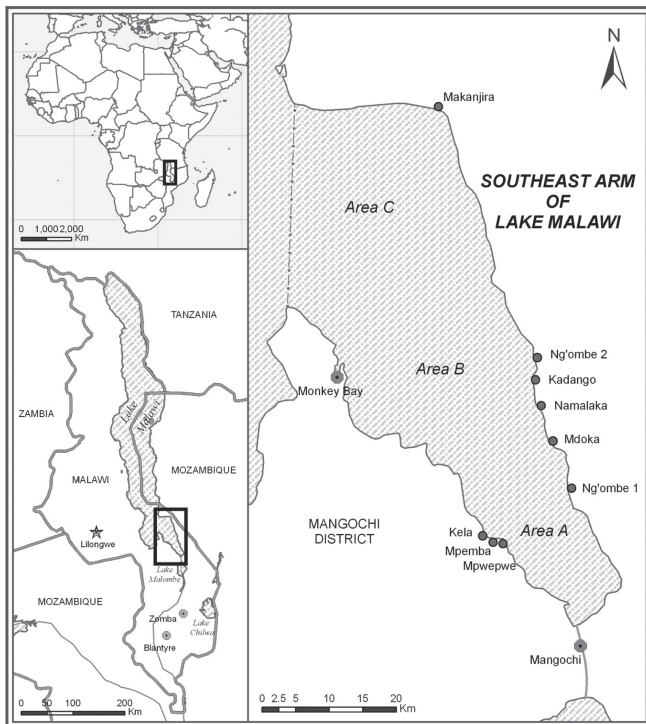 0 1,000 2,000
Km
TANZANIA
ZAMBIA
Lake
Malawi
MOZAMBIQUE
MALAWI
Lilongwe
Lake
Malombe
MOZAMBIQUE
Zomba
Lake
Chilwa
Blantyre
0 50 100 200
Km
N
Makanjira
SOUTHEAST ARM
OF
LAKE MALAWI
Area C
Ng'ombe 2
Area B
Kadango
Monkey Bay
Namalaka
Mdoka
Ng'ombe 1
Area A
MANGOCHI
DISTRICT
Kela
Mpemba
Mpwepwe
Mangochi
0 2.5 5 10 15 20
Km